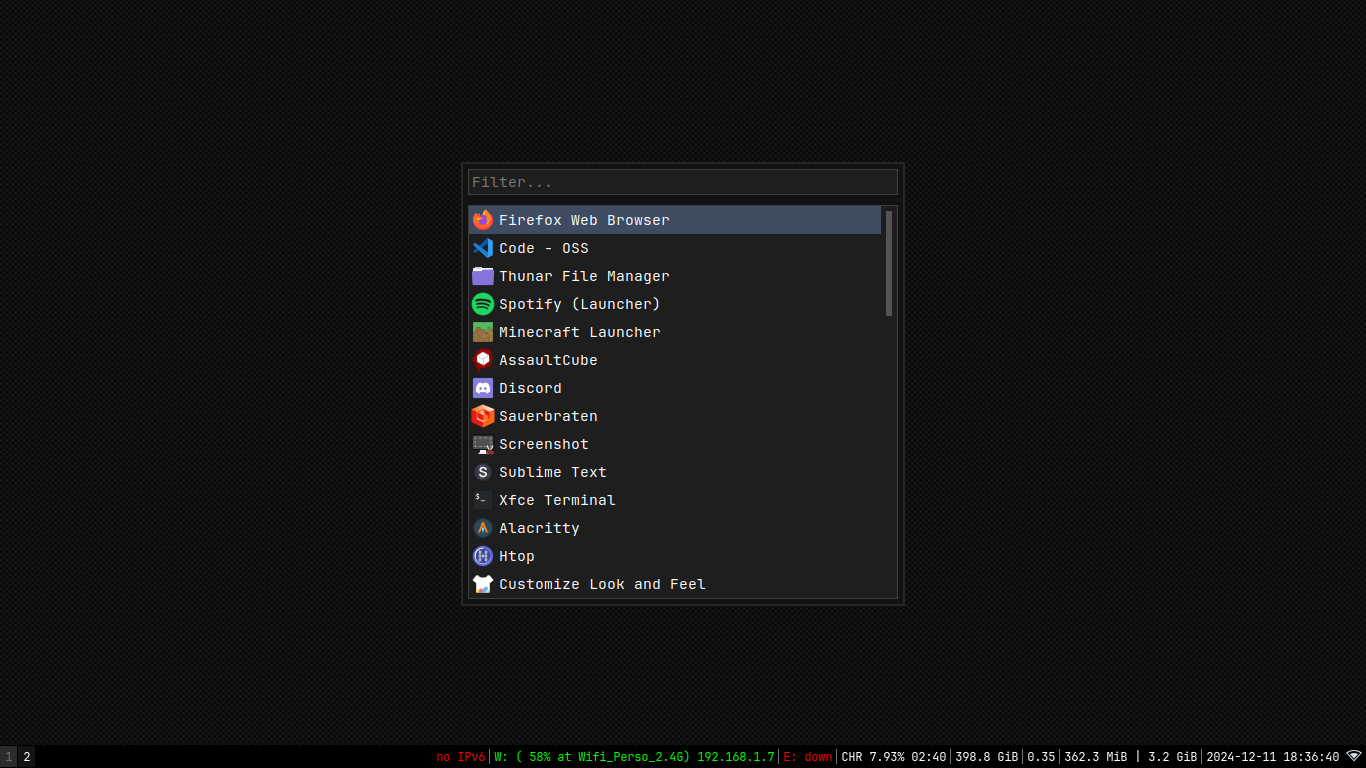 Filter...
Firefox Web Browser
Code - OSS
Thunar File Manager
Spotify (Launcher)
Minecraft Launcher
AssaultCube
Discord
Sauerbraten
Screenshot
S Sublime Text
$_ Xfce Terminal
Alacritty
H Htop
Customize Look and Feel
1 2 no IPv6|W: ( 58% at Wifi_Perso_2.4G) 192.168.1.7|E: down|CHR 7.93% 02:40|398.8 GiB|0.35|362.3 MiB | 3.2 GiB|2024-12-11 18:36:40